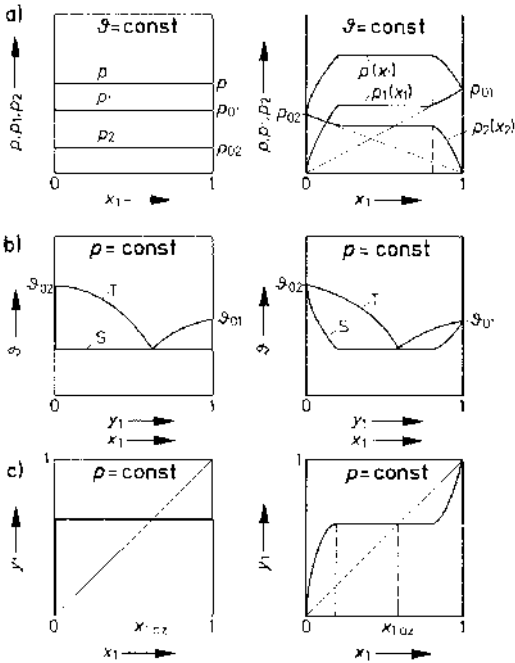 a)
ϑ=const
p,p₁,p₂
p
p'
p₂
p
p₀₁
p₀₂
0
1
x₁
ϑ=const
p,p₁,p₂
p₀₂
p(x')
p₁(x₁)
p₀₁
p₂(x₂)
0
1
x₁
b)
p=const
ϑ₀₂
T
S
ϑ₀₁
ϑ
0
1
y₁
x₁
p=const
ϑ₀₂
T
S
ϑ₀₁
ϑ
0
1
y₁
x₁
c)
1
p=const
y'
0
x₁ az
1
x₁
1
p=const
y₁
0
x₁ az
1
x₁